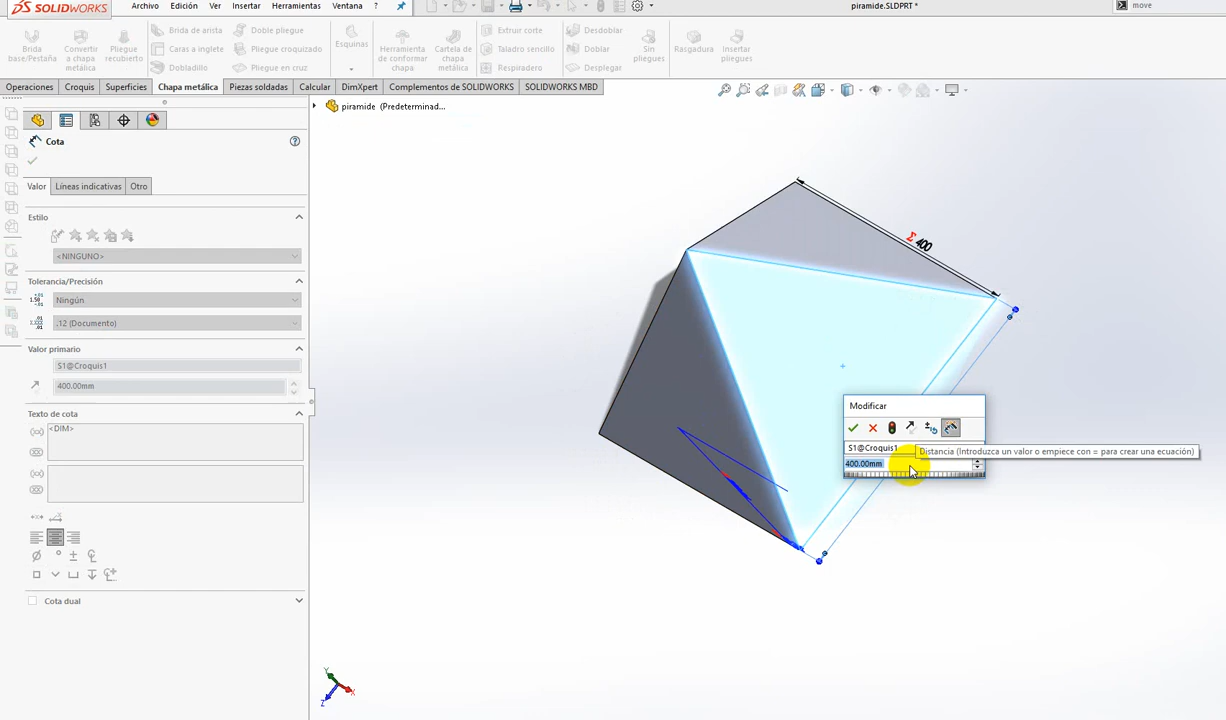 SOLIDWORKS Archivo Edición Ver Insertar Herramientas Ventana ? piramide.SLDPRT * move
Brida base/Pestaña
Convertir a chapa metálica
Pliegue recubierto
Brida de arista
Caras a inglete
Dobladillo
Doble pliegue
Pliegue croquizado
Pliegue en cruz
Esquinas
Herramienta de conformar chapa
Cartela de chapa metálica
Extruir corte
Taladro sencillo
Respiradero
Desdoblar
Doblar
Desplegar
Sin pliegues
Rasgadura
Insertar pliegues
Operaciones Croquis Superficies Chapa metálica Piezas soldadas Calcular DimXpert Complementos de SOLIDWORKS SOLIDWORKS MBD
piramide (Predeterminad...
Cota
Valor Líneas indicativas Otro
Estilo
<NINGUNO>
Tolerancia/Precisión
Ningún
.12 (Documento)
Valor primario
S1@Croquis1
400.00mm
Texto de cota
<DIM>
Cota dual
Σ 400
Modificar
S1@Croquis1
Distancia (Introduzca un valor o empiece con = para crear una ecuación)
400.00mm
Y
X
Z